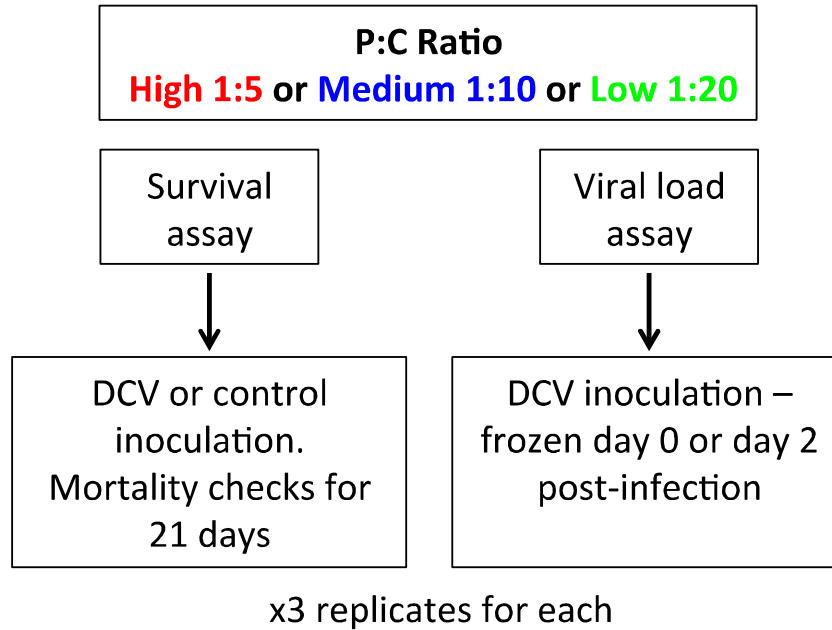 P:C Ratio
High 1:5 or Medium 1:10 or Low 1:20
Survival
assay
Viral load
assay
DCV or control
inoculation.
Mortality checks for
21 days
DCV inoculation –
frozen day 0 or day 2
post-infection
x3 replicates for each